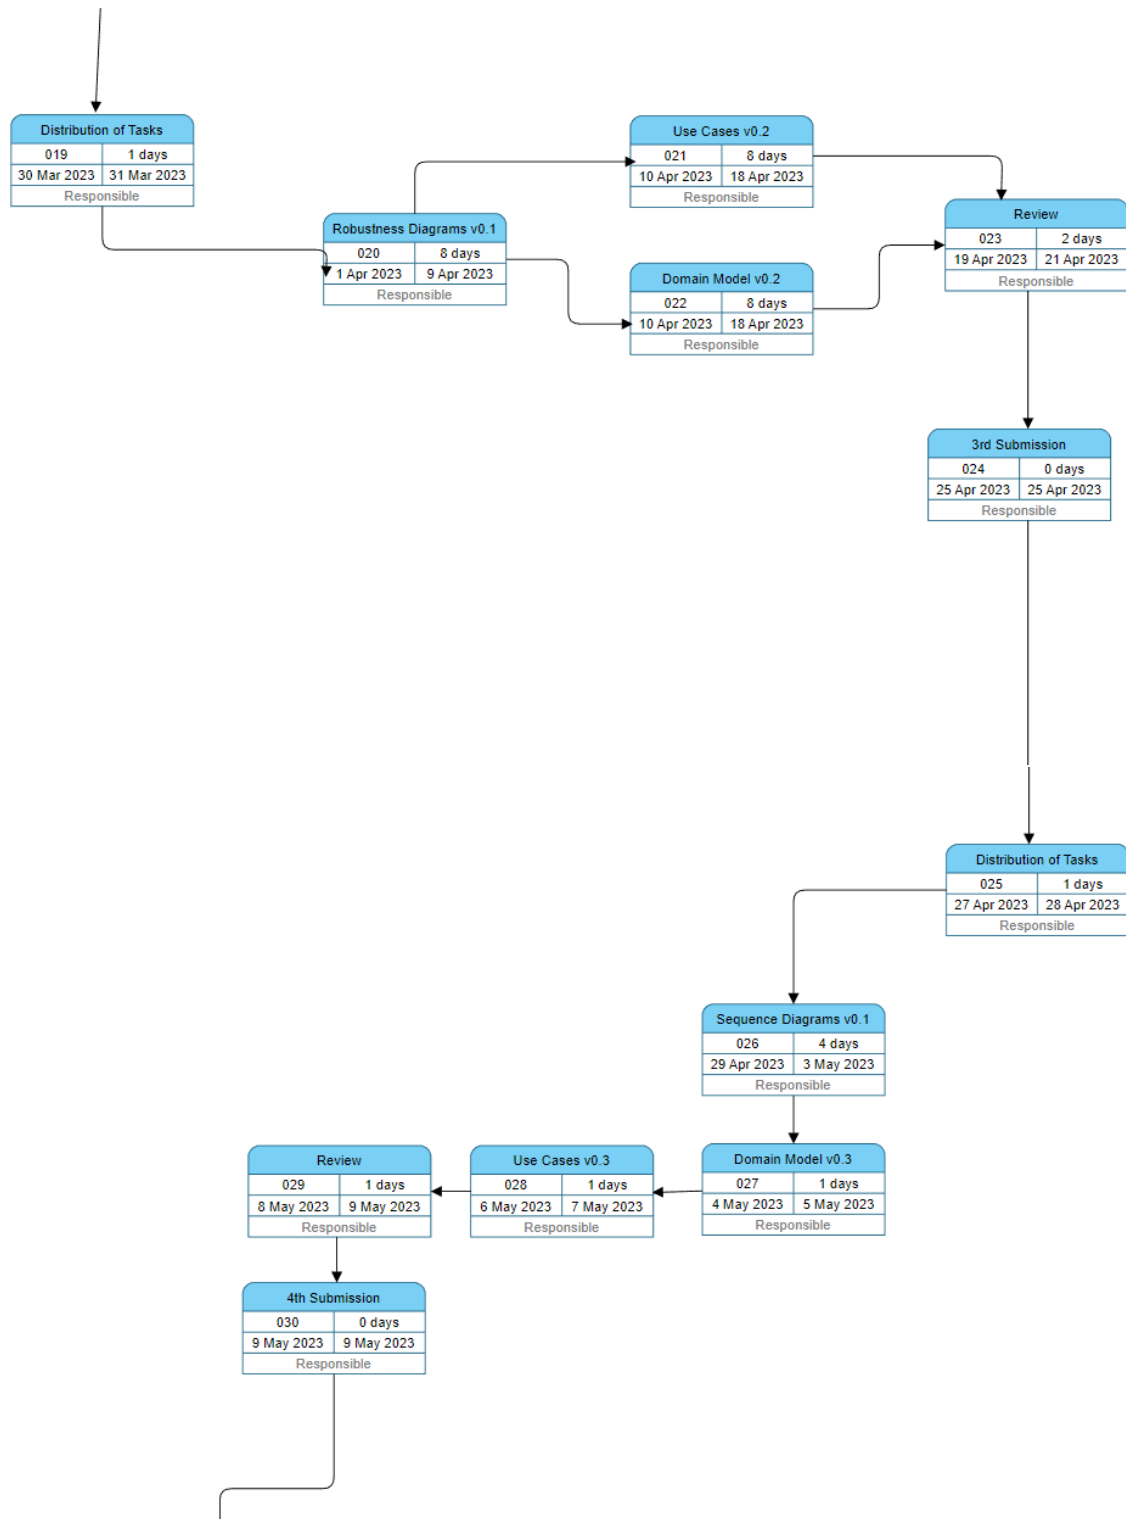 Distribution of Tasks
019 1 days
30 Mar 2023 31 Mar 2023
Responsible
Robustness Diagrams v0.1
020 8 days
1 Apr 2023 9 Apr 2023
Responsible
Use Cases v0.2
021 8 days
10 Apr 2023 18 Apr 2023
Responsible
Domain Model v0.2
022 8 days
10 Apr 2023 18 Apr 2023
Responsible
Review
023 2 days
19 Apr 2023 21 Apr 2023
Responsible
3rd Submission
024 0 days
25 Apr 2023 25 Apr 2023
Responsible
Distribution of Tasks
025 1 days
27 Apr 2023 28 Apr 2023
Responsible
Sequence Diagrams v0.1
026 4 days
29 Apr 2023 3 May 2023
Responsible
Domain Model v0.3
027 1 days
4 May 2023 5 May 2023
Responsible
Use Cases v0.3
028 1 days
6 May 2023 7 May 2023
Responsible
Review
029 1 days
8 May 2023 9 May 2023
Responsible
4th Submission
030 0 days
9 May 2023 9 May 2023
Responsible